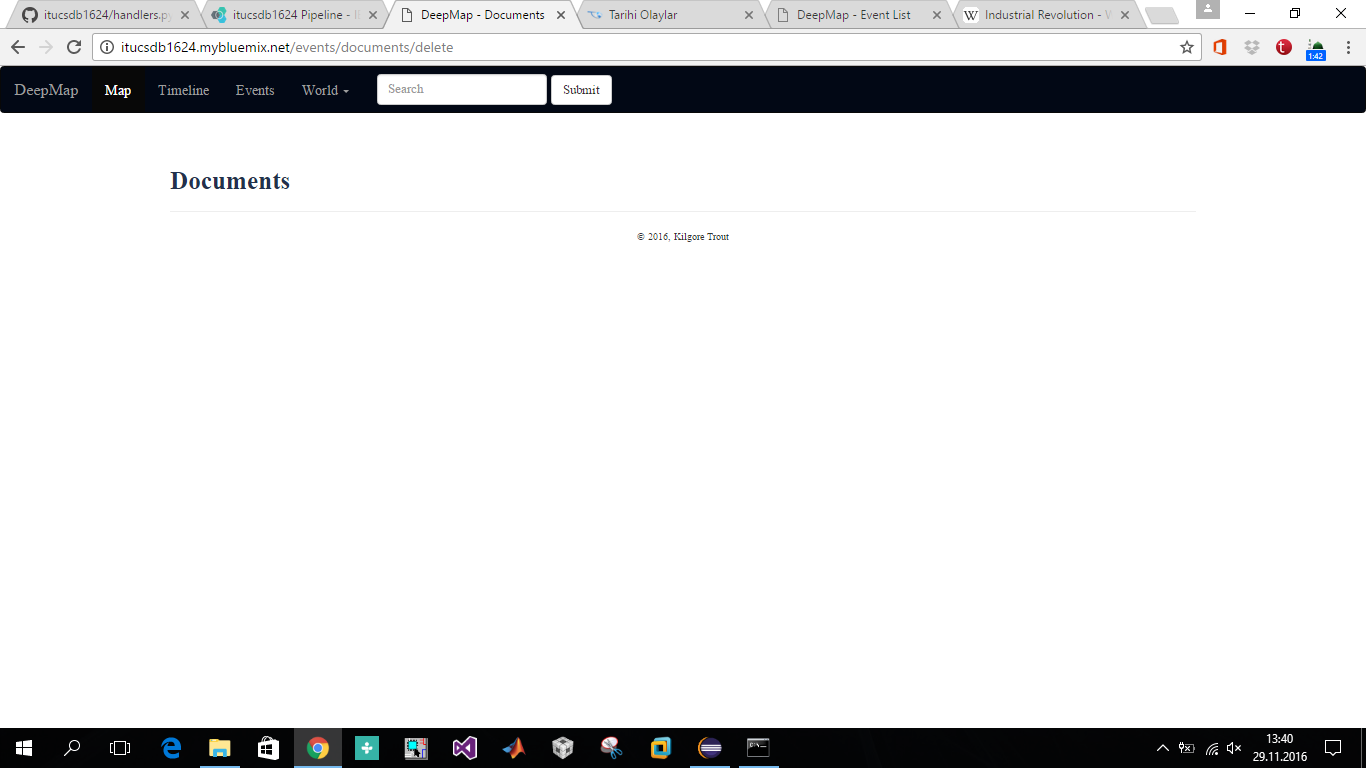 itucsdb1624/handlers.py
itucsdb1624 Pipeline - I
DeepMap - Documents
Tarihi Olaylar
DeepMap - Event List
Industrial Revolution - W
itucsdb1624.mybluemix.net/events/documents/delete
1:42
DeepMap
Map
Timeline
Events
World
Search
Submit
Documents
© 2016, Kilgore Trout
13:40
29.11.2016